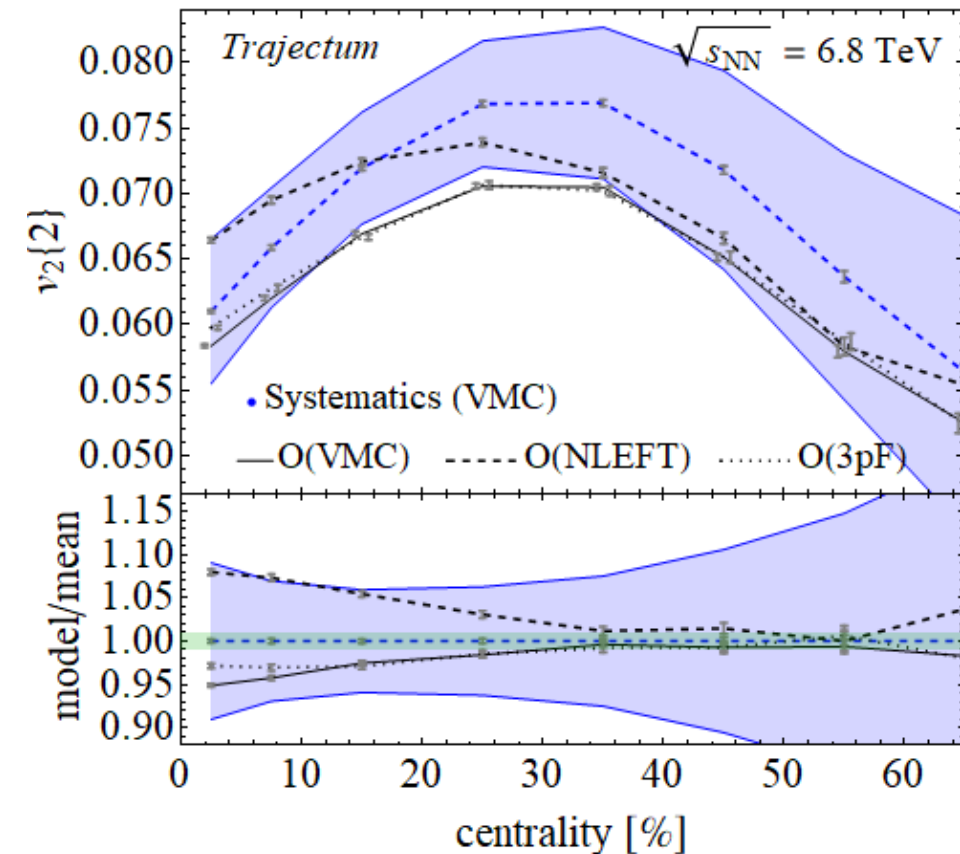 Trajectum
√s_NN = 6.8 TeV
v₂{2}
0.080
0.075
0.070
0.065
0.060
0.055
0.050
Systematics (VMC)
O(VMC) O(NLEFT) O(3pF)
model/mean
1.15
1.10
1.05
1.00
0.95
0.90
0 10 20 30 40 50 60
centrality [%]